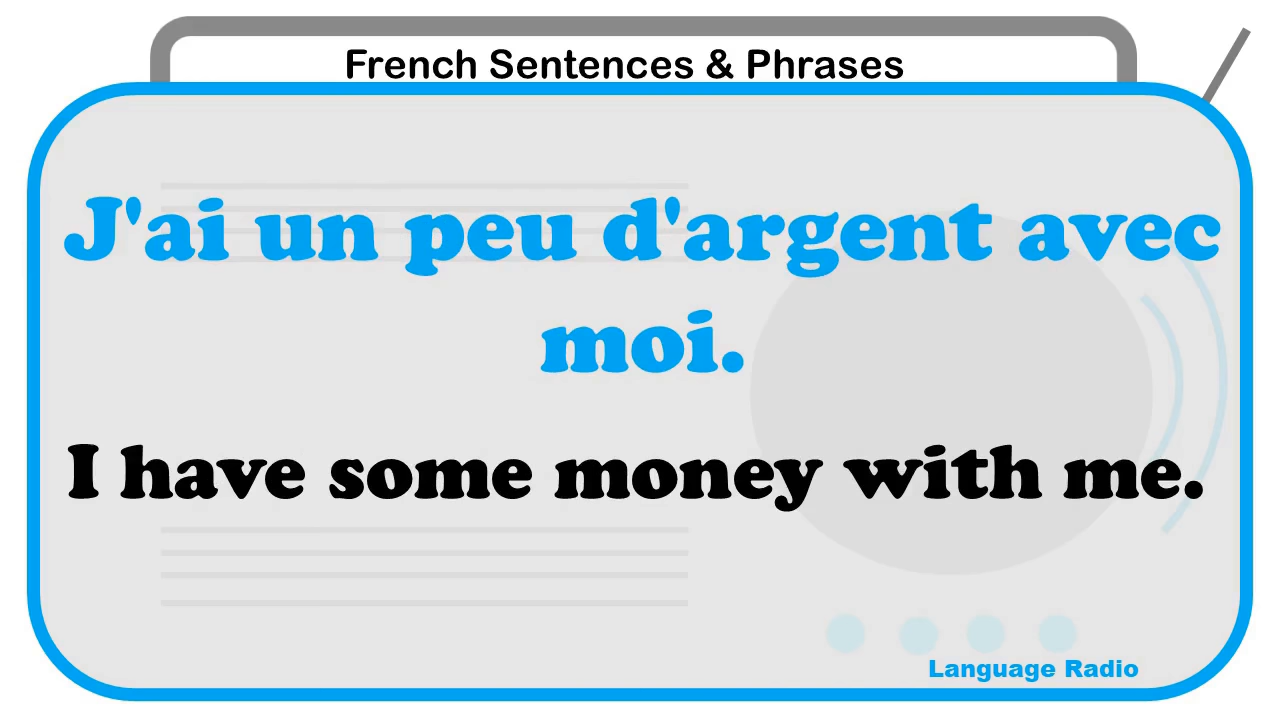 French Sentences & Phrases
J'ai un peu d'argent avec
moi.
I have some money with me.
Language Radio